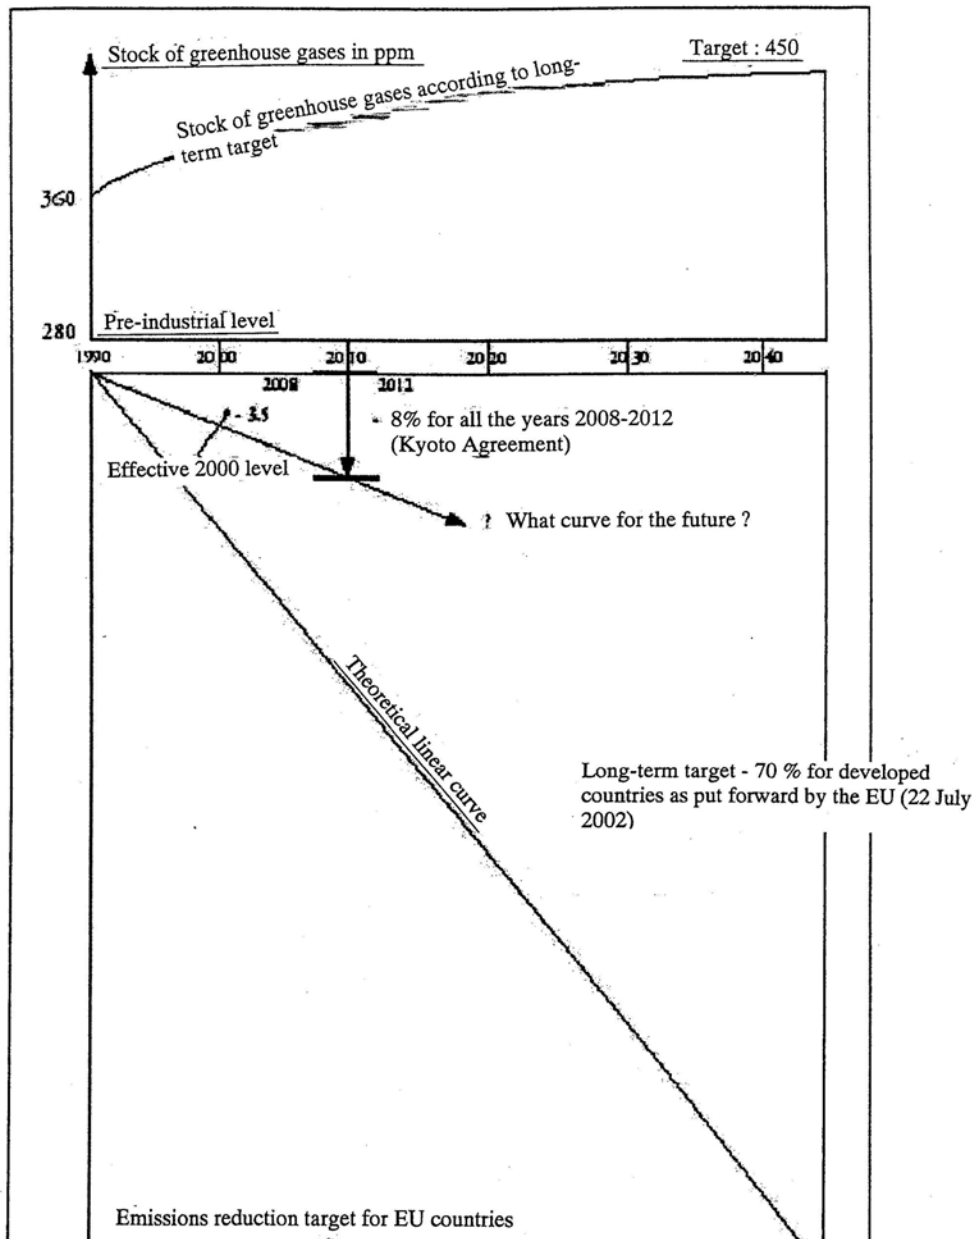 Stock of greenhouse gases in ppm
Target : 450
Stock of greenhouse gases according to long-
term target
360
280
Pre-industrial level
1990 2000 2010 2020 2030 2040
2008 2012
- 3.5
- 8% for all the years 2008-2012
(Kyoto Agreement)
Effective 2000 level
? What curve for the future ?
Theoretical linear curve
Long-term target - 70 % for developed
countries as put forward by the EU (22 July
2002)
Emissions reduction target for EU countries